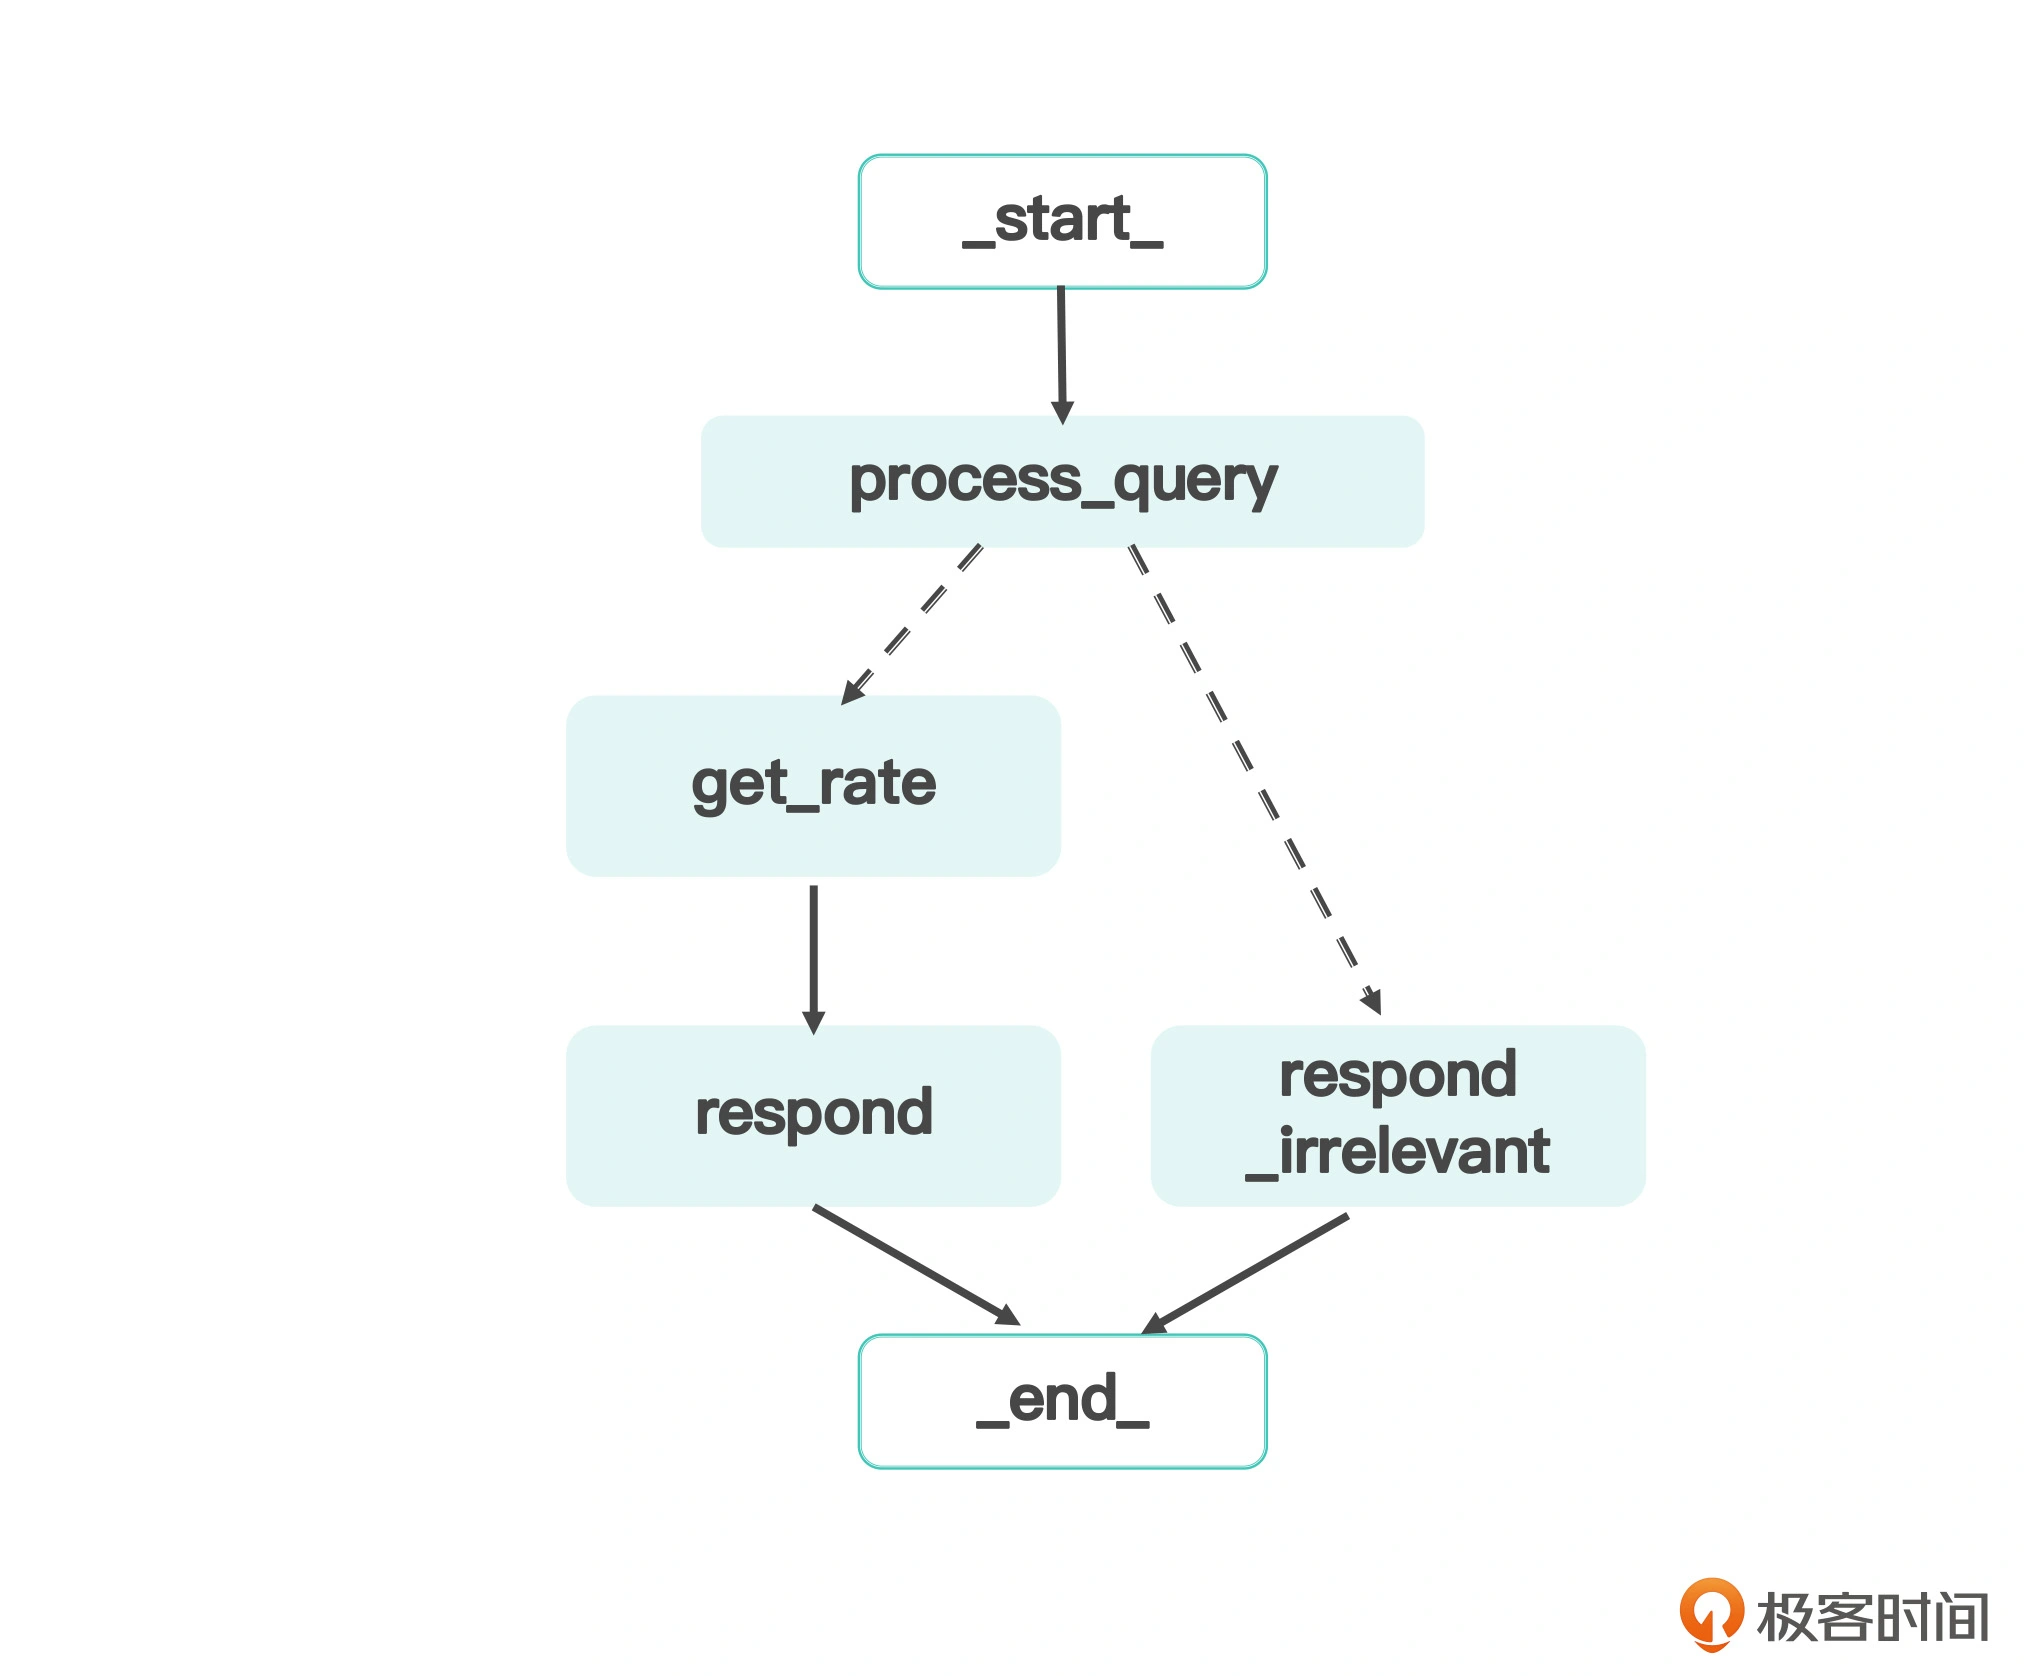 _start_
process_query
get_rate
respond
respond
_irrelevant
_end_
极客时间